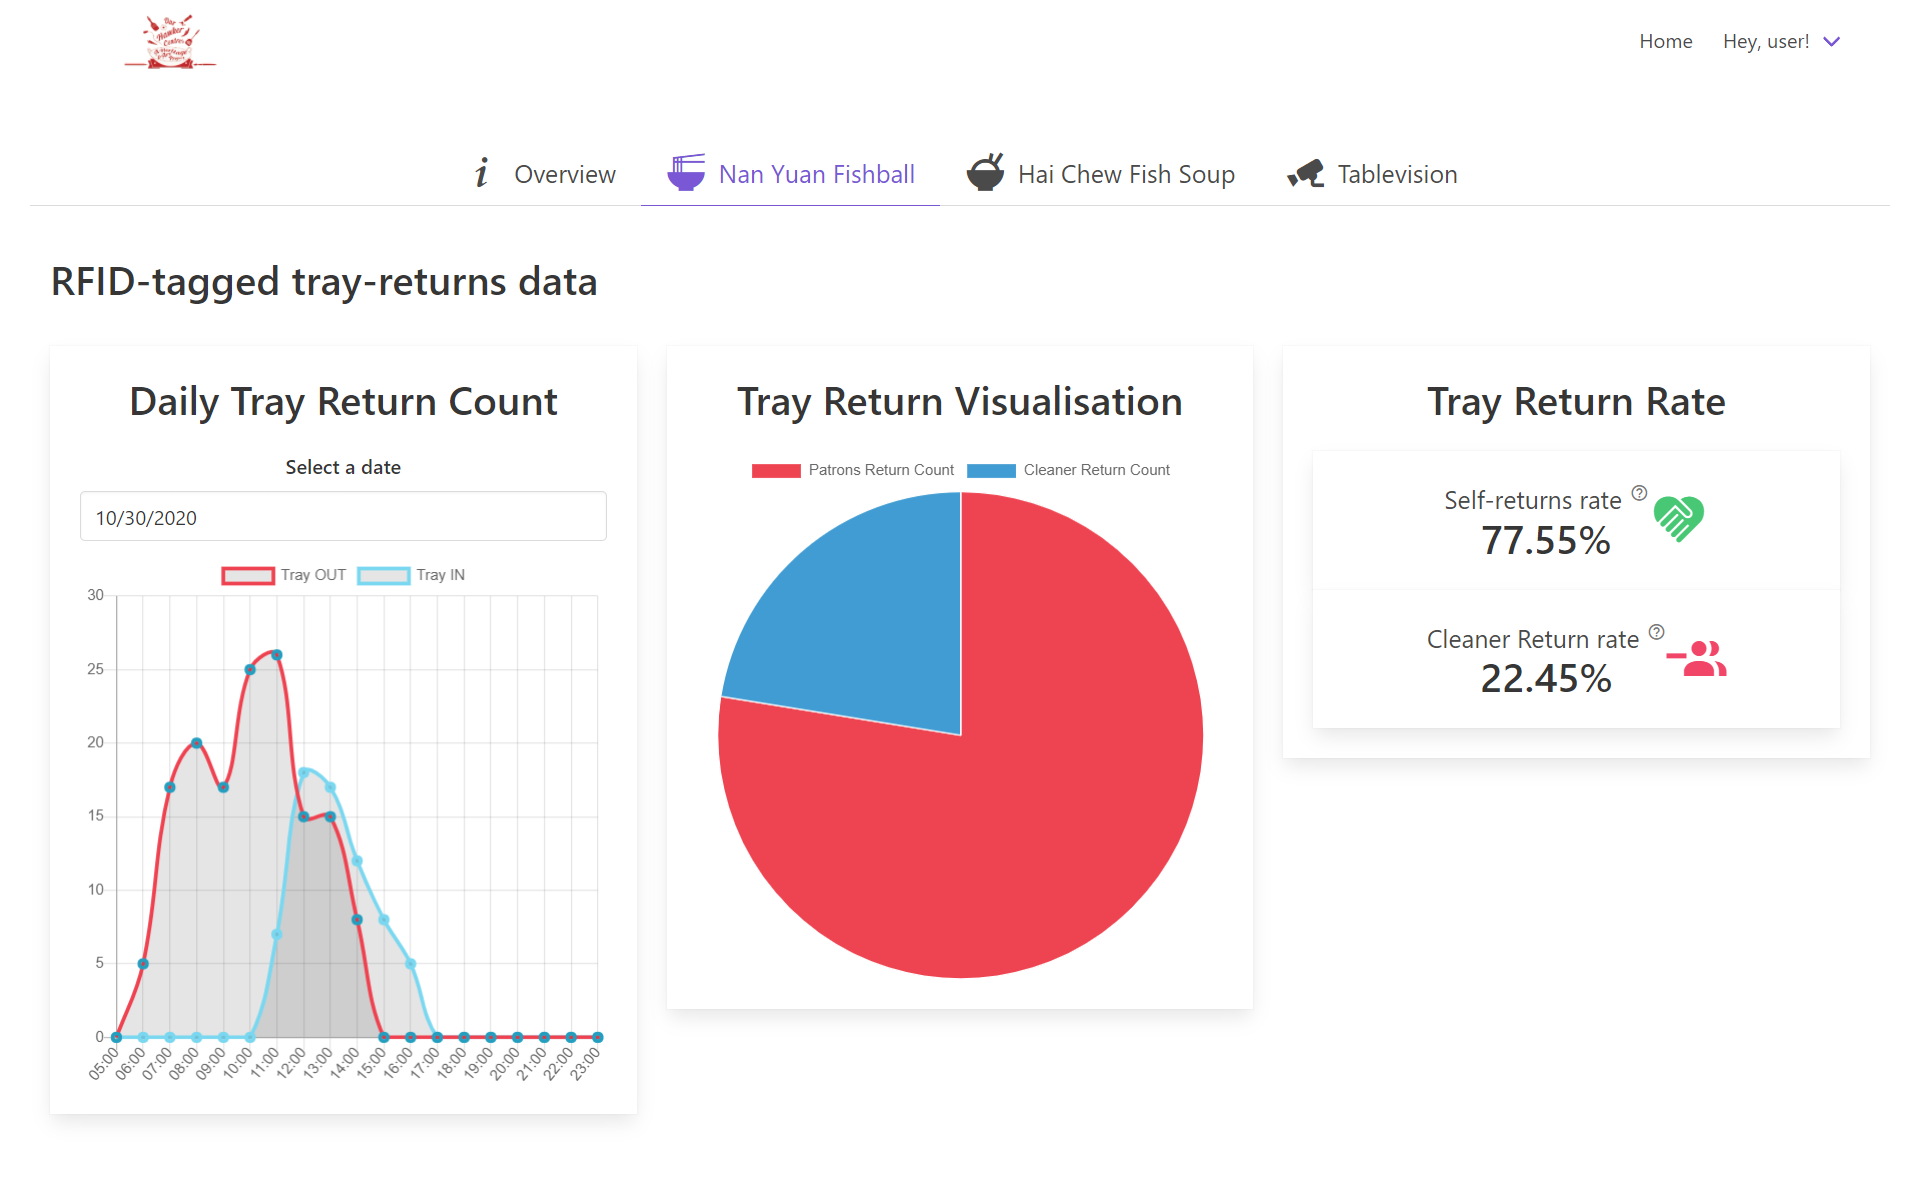 Our
Hawker
Centres
Home
Hey, user!
Overview
Nan Yuan Fishball
Hai Chew Fish Soup
Tablevision
RFID-tagged tray-returns data
Daily Tray Return Count
Select a date
10/30/2020
Tray OUT
Tray IN
30
25
20
15
10
5
0
05:00
06:00
07:00
08:00
09:00
10:00
11:00
12:00
13:00
14:00
15:00
16:00
17:00
18:00
19:00
20:00
21:00
22:00
23:00
Tray Return Visualisation
Patrons Return Count
Cleaner Return Count
Tray Return Rate
Self-returns rate ?
77.55%
Cleaner Return rate ?
22.45%